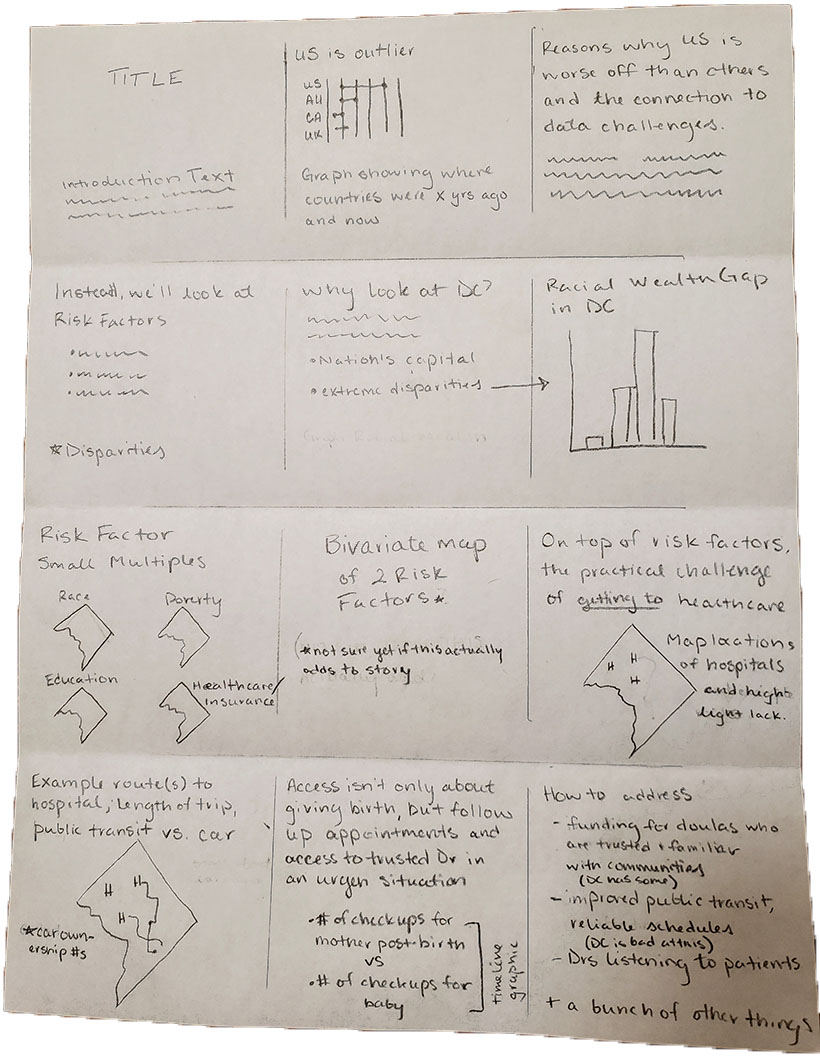 TITLE
Introduction Text
US is outlier
US
AU
CA
UK
Graph showing where
countries were X yrs ago
and now
Reasons why US is
worse off than others
and the connection to
data challenges.
Instead, we'll look at
Risk Factors
* Disparities
Why look at DC?
• Nation's capital
• extreme disparities
Racial Wealth Gap
in DC
Risk Factor
Small Multiples
Race
Poverty
Education
Healthcare/
insurance
Bivariate map
of 2 Risk
Factors*
(*not sure yet if this actually
adds to story
On top of risk factors,
the practical challenge
of getting to healthcare
H
H
H
Map locations
of hospitals
and high-
light lack.
Example route(s) to
hospital, length of trip,
public transit vs. car
H
H
*car own-
ership #s
Access isn't only about
giving birth, but follow
up appointments and
access to trusted Dr in
an urgen situation
• # of checkups for
mother post-birth
vs
• # of checkups for
baby
timeline
graphic
How to address
- funding for doulas who
are trusted + familiar
with communities
(DC has some)
- improved public transit,
reliable schedules
(DC is bad at this)
- Drs listening to patients
+ a bunch of other things